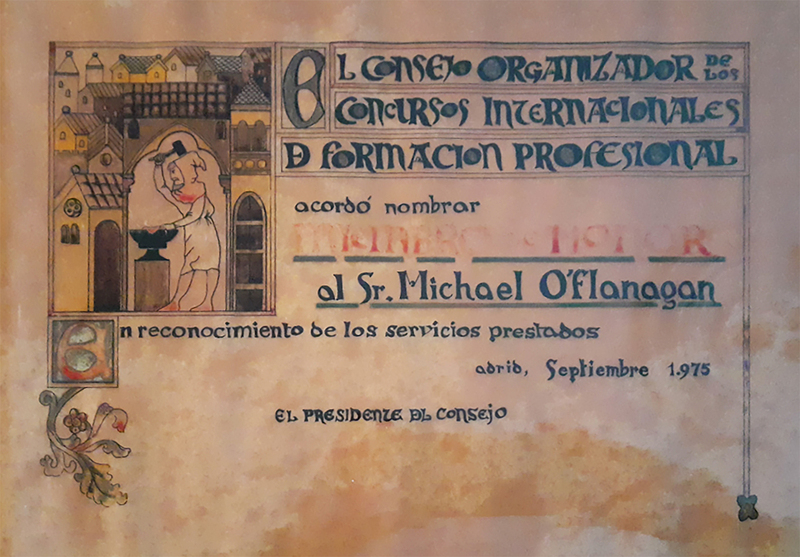 EL CONSEJO ORGANIZADOR DE LOS
CONCURSOS INTERNACIONALES
DE FORMACION PROFESIONAL
acordó nombrar
HONOR
al Sr. Michael O'Flanagan
En reconocimiento de los servicios prestados
adrid, Septiembre 1.975
EL PRESIDENTE DEL CONSEJO